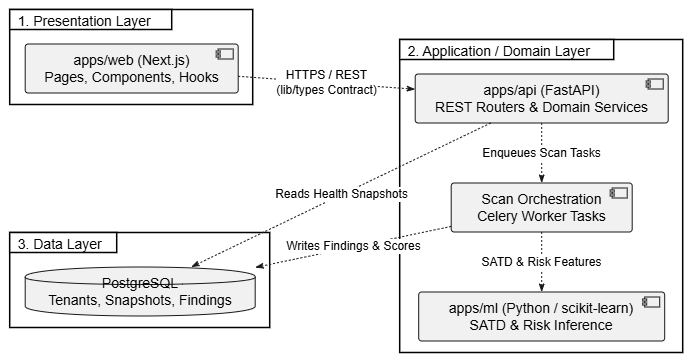 1. Presentation Layer
apps/web (Next.js)
Pages, Components, Hooks
HTTPS / REST
(lib/types Contract)
2. Application / Domain Layer
apps/api (FastAPI)
REST Routers & Domain Services
Enqueues Scan Tasks
Reads Health Snapshots
Scan Orchestration
Celery Worker Tasks
3. Data Layer
Writes Findings & Scores
PostgreSQL
Tenants, Snapshots, Findings
SATD & Risk Features
apps/ml (Python / scikit-learn)
SATD & Risk Inference